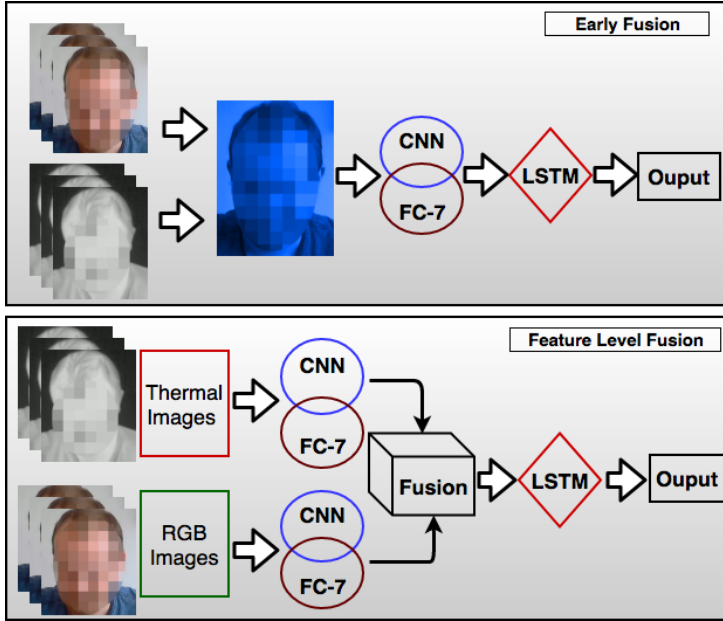 Early Fusion
CNN
FC-7
LSTM
Ouput
Feature Level Fusion
Thermal
Images
CNN
FC-7
RGB
Images
CNN
FC-7
Fusion
LSTM
Ouput